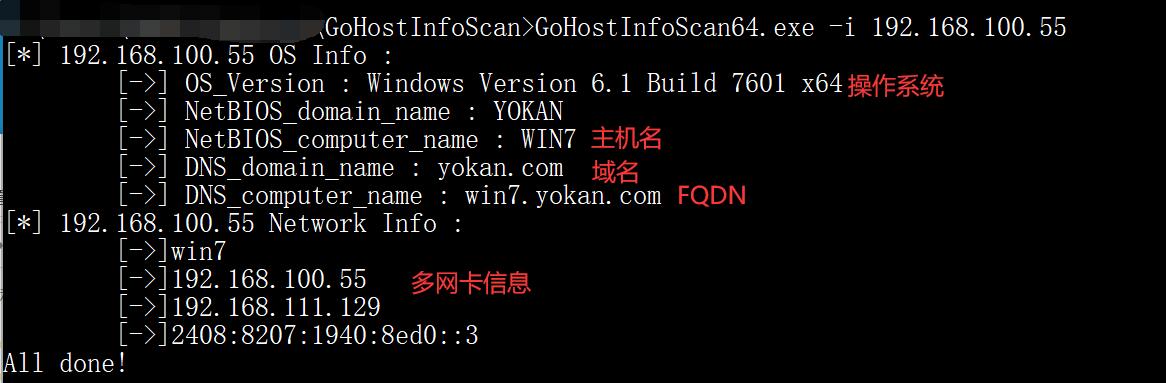 \GoHostInfoScan>GoHostInfoScan64.exe -i 192.168.100.55
[*] 192.168.100.55 OS Info :
[->] OS_Version : Windows Version 6.1 Build 7601 x64 操作系统
[->] NetBIOS_domain_name : YOKAN
[->] NetBIOS_computer_name : WIN7 主机名
[->] DNS_domain_name : yokan.com 域名
[->] DNS_computer_name : win7.yokan.com FQDN
[*] 192.168.100.55 Network Info :
[->]win7
[->]192.168.100.55 多网卡信息
[->]192.168.111.129
[->]2408:8207:1940:8ed0::3
All done!